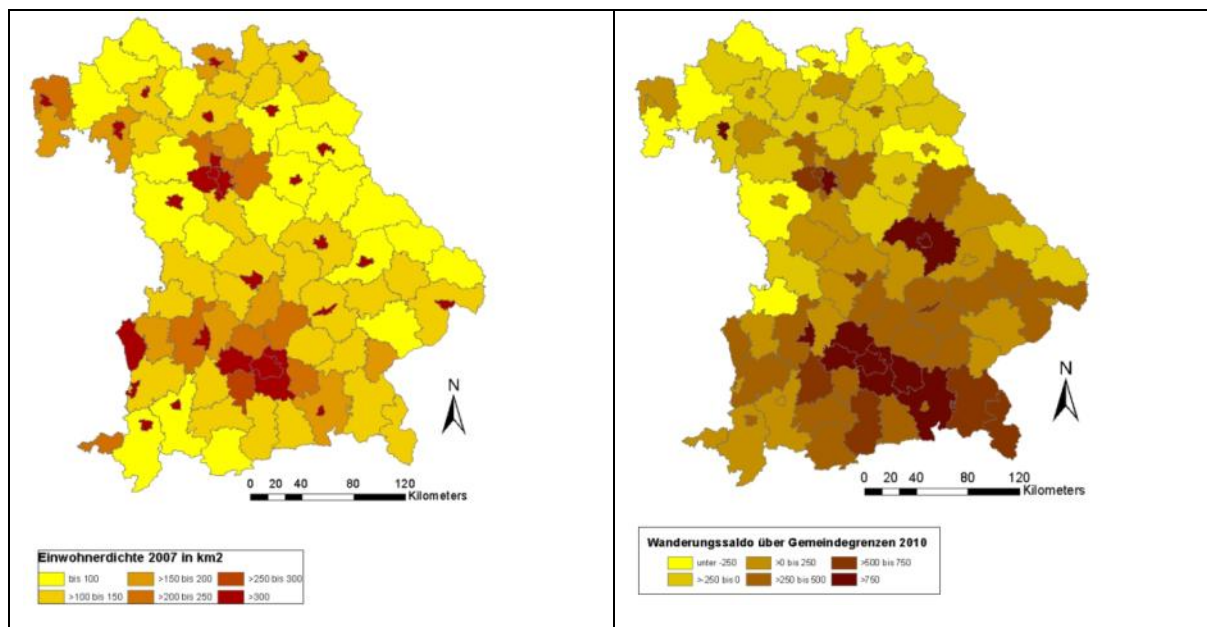 N
0 20 40 80 120
Kilometers
Einwohnerdichte 2007 in km2
bis 100 >150 bis 200 >250 bis 300
>100 bis 150 >200 bis 250 >300
N
0 20 40 80 120
Kilometers
Wanderungssaldo über Gemeindegrenzen 2010
unter -250 >0 bis 250 >500 bis 750
>-250 bis 0 >250 bis 500 >750